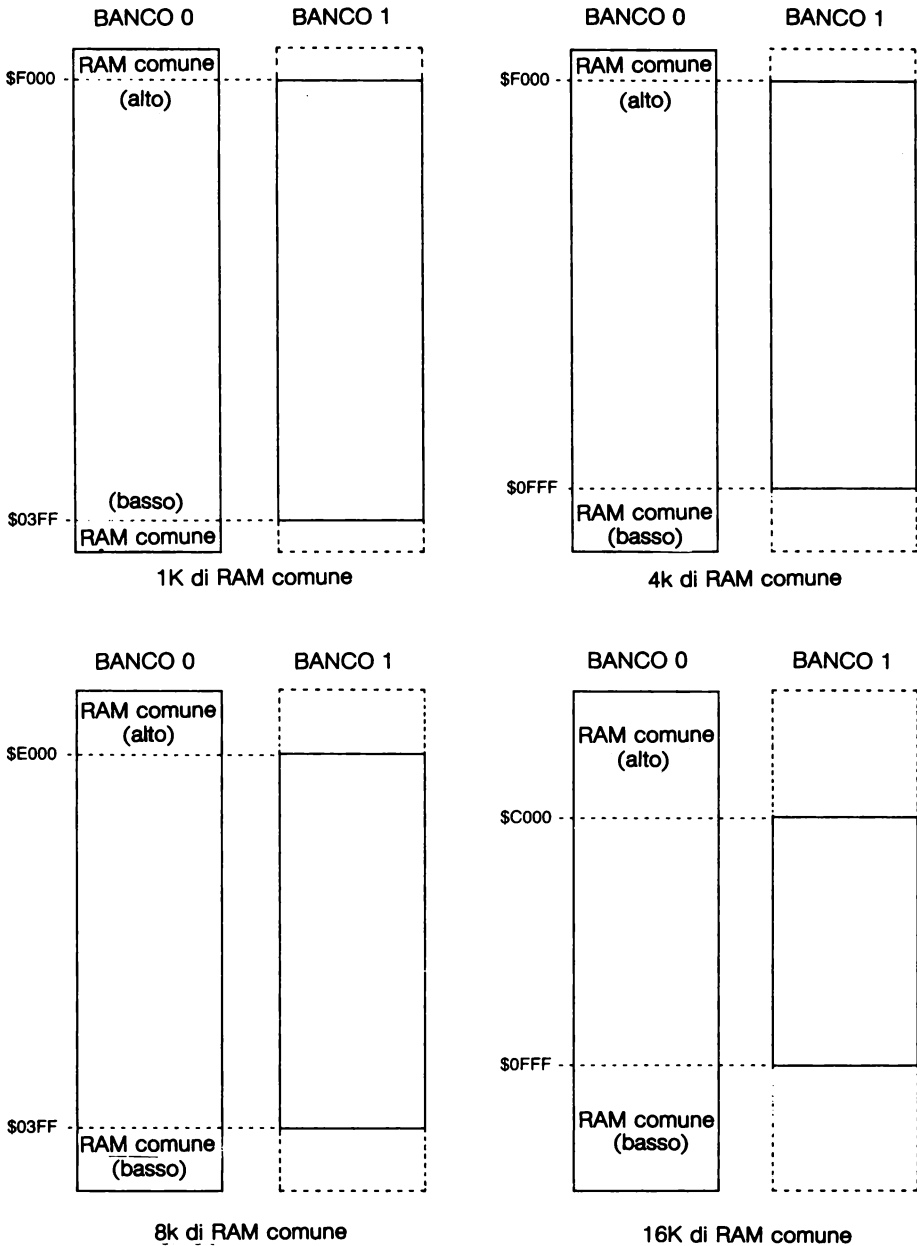 BANCO 0
BANCO 1
RAM comune
$F000
(alto)
(basso)
$03FF
RAM comune
1K di RAM comune
BANCO 0
BANCO 1
RAM comune
$F000
(alto)
$0FFF
RAM comune
(basso)
4k di RAM comune
BANCO 0
BANCO 1
RAM comune
(alto)
$E000
$03FF
RAM comune
(basso)
8k di RAM comune
BANCO 0
BANCO 1
RAM comune
(alto)
$C000
$0FFF
RAM comune
(basso)
16K di RAM comune